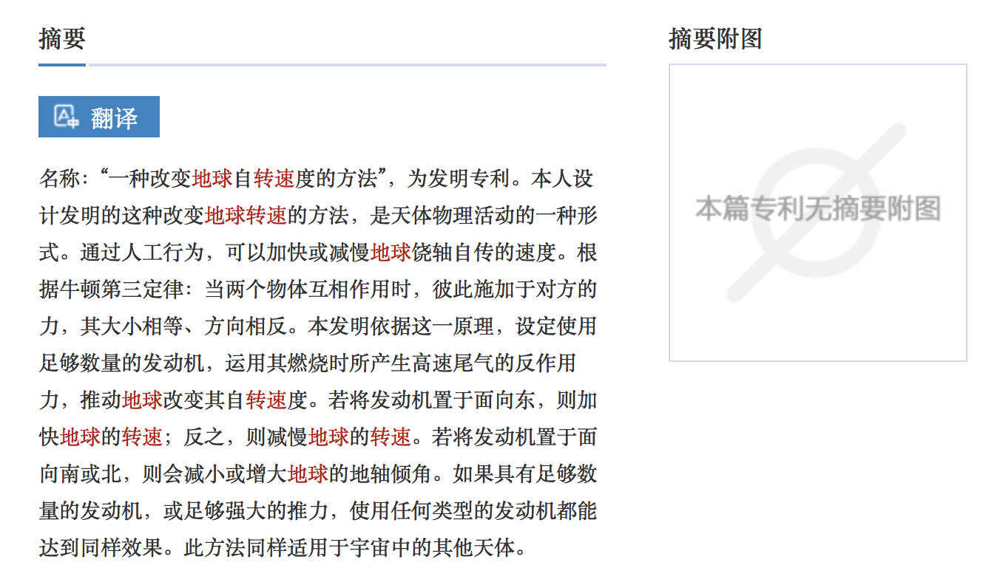 摘要
翻译
名称：“一种改变地球自转速度的方法”，为发明专利。本人设
计发明的这种改变地球转速的方法，是天体物理活动的一种形
式。通过人工行为，可以加快或减慢地球饶轴自传的速度。根
据牛顿第三定律：当两个物体互相作用时，彼此施加于对方的
力，其大小相等、方向相反。本发明依据这一原理，设定使用
足够数量的发动机，运用其燃烧时所产生高速尾气的反作用
力，推动地球改变其自转速度。若将发动机置于面向东，则加
快地球的转速；反之，则减慢地球的转速。若将发动机置于面
向南或北，则会减小或增大地球的地轴倾角。如果具有足够数
量的发动机，或足够强大的推力，使用任何类型的发动机都能
达到同样效果。此方法同样适用于宇宙中的其他天体。
摘要附图
本篇专利无摘要附图